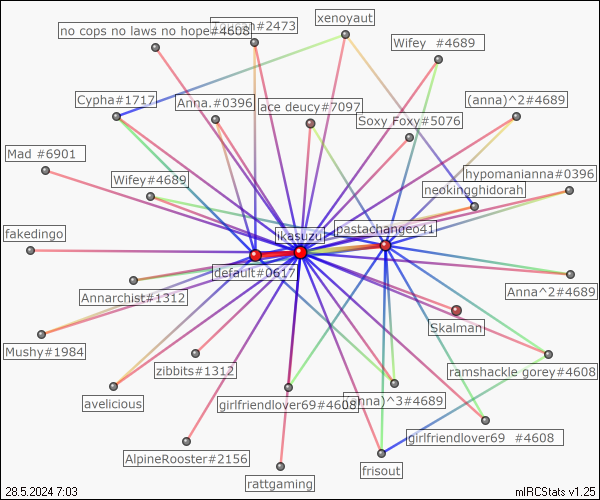 xenoyaut
no cops no laws no hope#4608
#2473
Wifey  #4689
Cypha#1717
Anna.#0396
ace deucy#7097
(anna)^2#4689
Soxy Foxy#5076
Mad #6901
hypomanianna#0396
Wifey#4689
neokingghidorah
fakedingo
ikasuzu
pastachangeo41
default#0617
Annarchist#1312
Anna^2#4689
Skalman
Mushy#1984
zibbits#1312
ramshackle gorey#4608
avelicious
girlfriendlover69#4608
nna)^3#4689
girlfriendlover69  #4608
AlpineRooster#2156
frisout
rattgaming
28.5.2024 7:03
mIRCStats v1.25